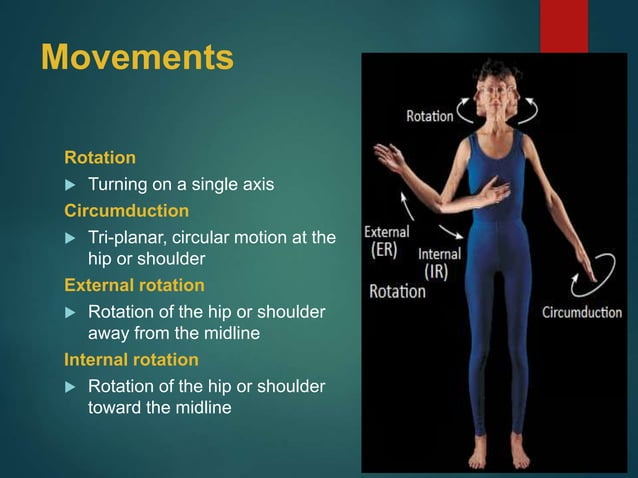 Movements
Rotation
Turning on a single axis
Circumduction
Tri-planar, circular motion at the
hip or shoulder
External rotation
Rotation of the hip or shoulder
away from the midline
Internal rotation
Rotation of the hip or shoulder
toward the midline
Rotation
External
(ER)
Internal
(IR)
Rotation
Circumduction